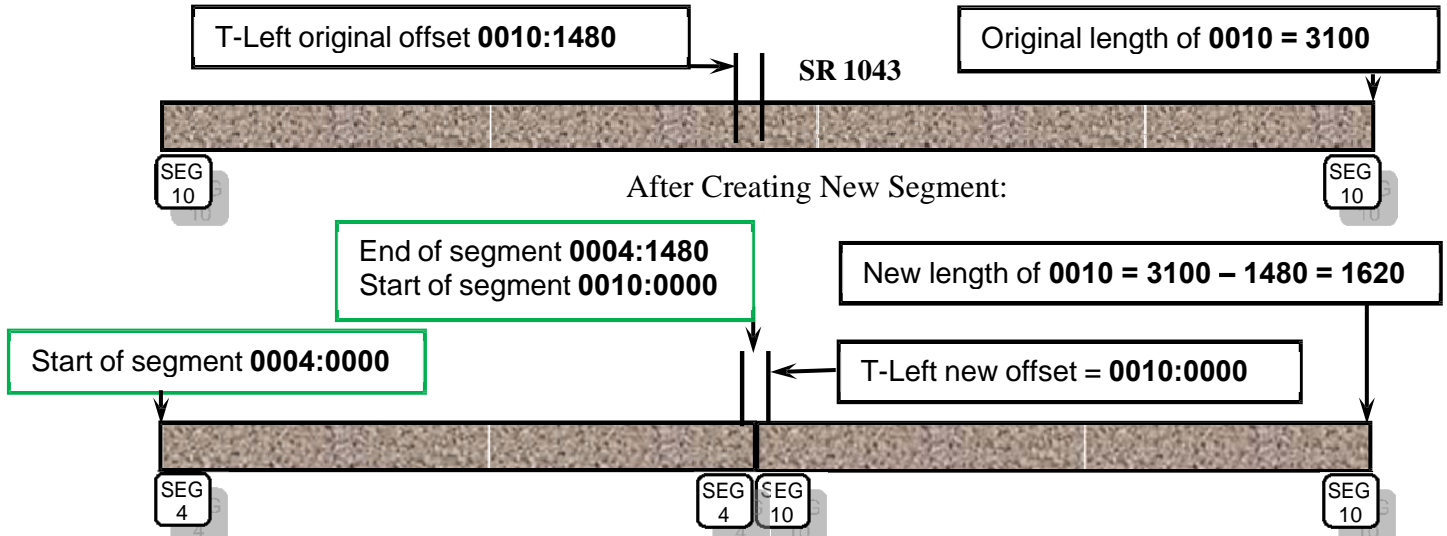 T-Left original offset 0010:1480
Original length of 0010 = 3100
SR 1043
SEG
10
SEG
10
After Creating New Segment:
End of segment 0004:1480
Start of segment 0010:0000
New length of 0010 = 3100 – 1480 = 1620
Start of segment 0004:0000
T-Left new offset = 0010:0000
SEG
4
SEG
4
SEG
10
SEG
10